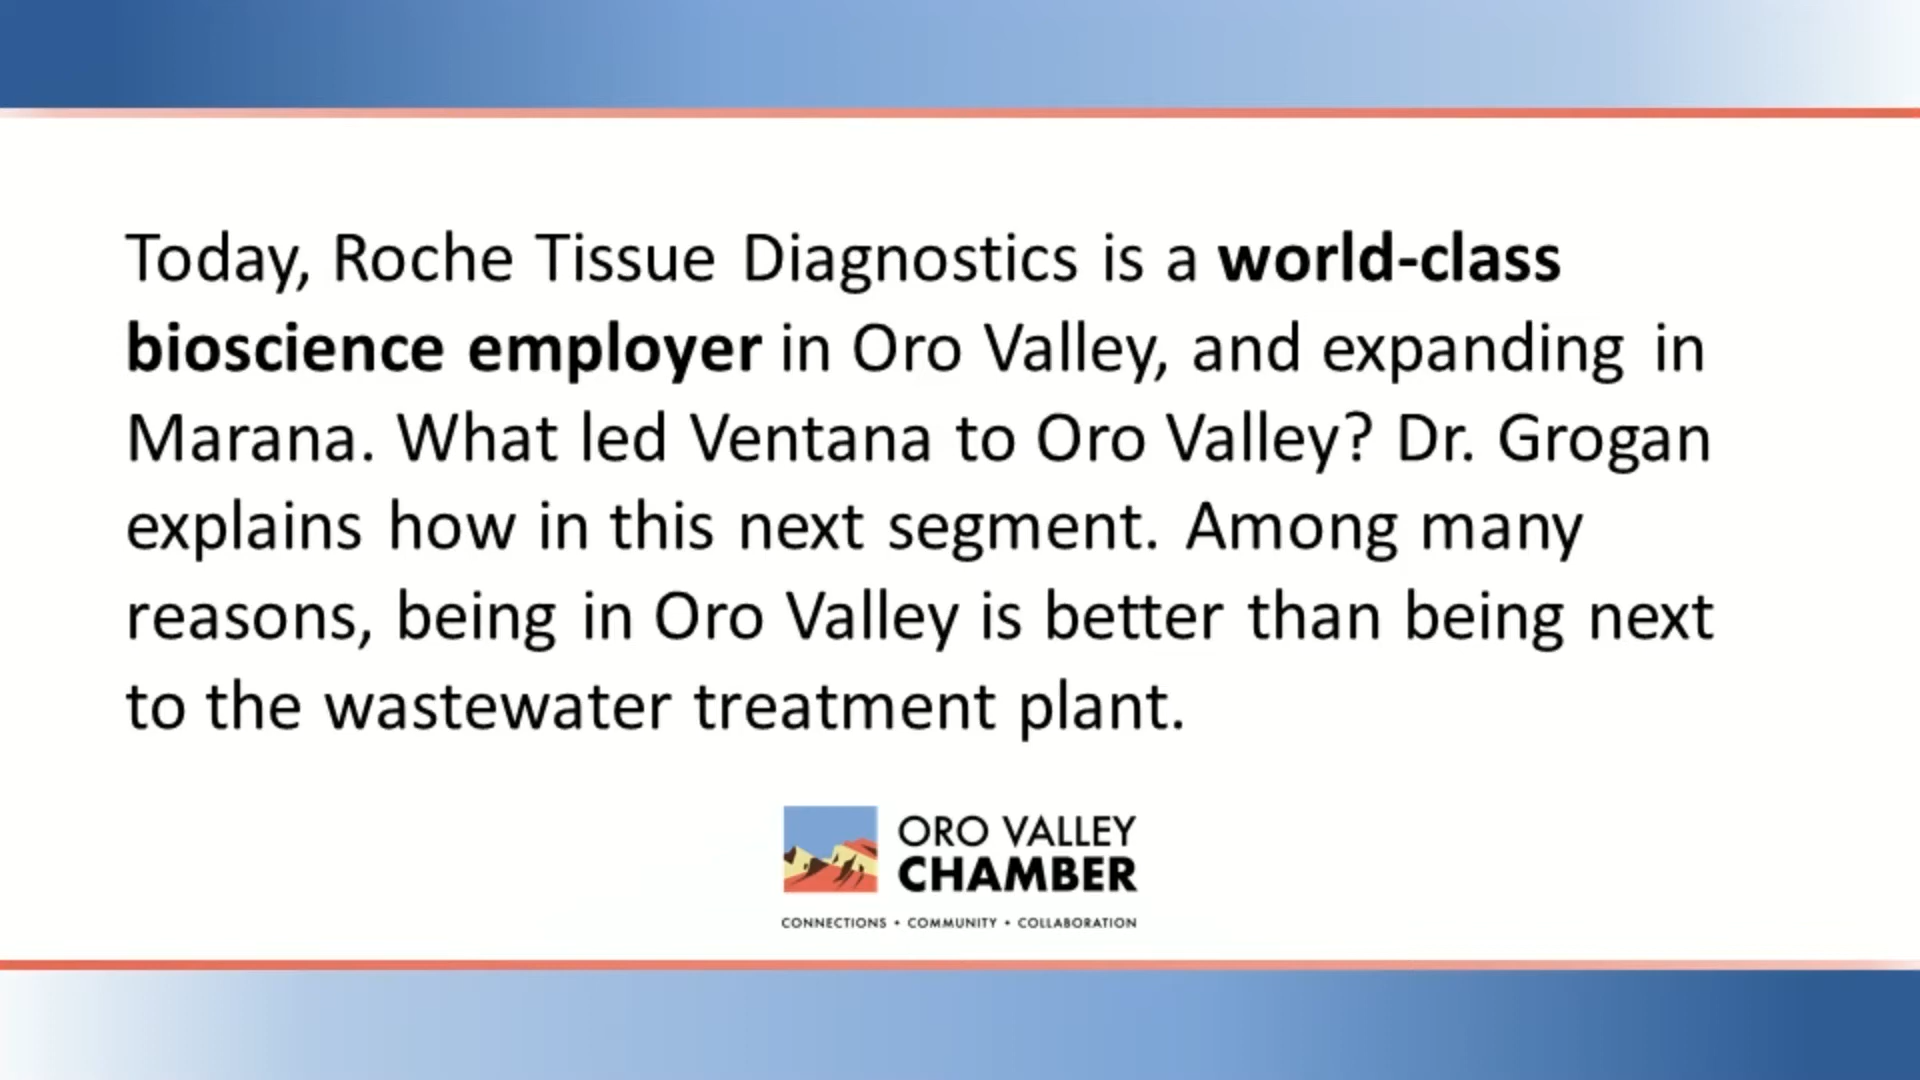 Today, Roche Tissue Diagnostics is a world-class
bioscience employer in Oro Valley, and expanding in
Marana. What led Ventana to Oro Valley? Dr. Grogan
explains how in this next segment. Among many
reasons, being in Oro Valley is better than being next
to the wastewater treatment plant.
ORO VALLEY
CHAMBER
CONNECTIONS • COMMUNITY • COLLABORATION